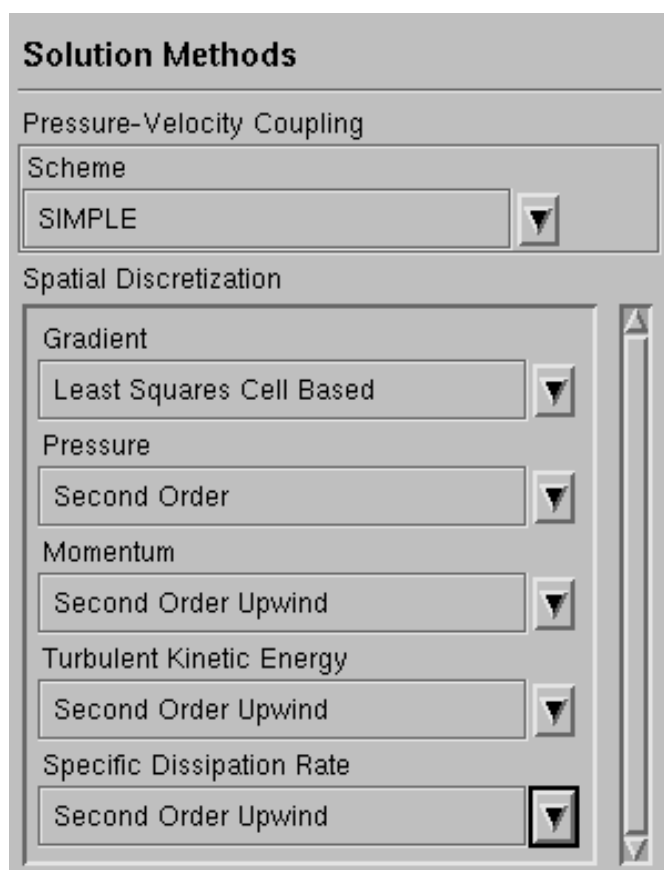 Solution Methods
Pressure-Velocity Coupling
Scheme
SIMPLE
Spatial Discretization
Gradient
Least Squares Cell Based
Pressure
Second Order
Momentum
Second Order Upwind
Turbulent Kinetic Energy
Second Order Upwind
Specific Dissipation Rate
Second Order Upwind